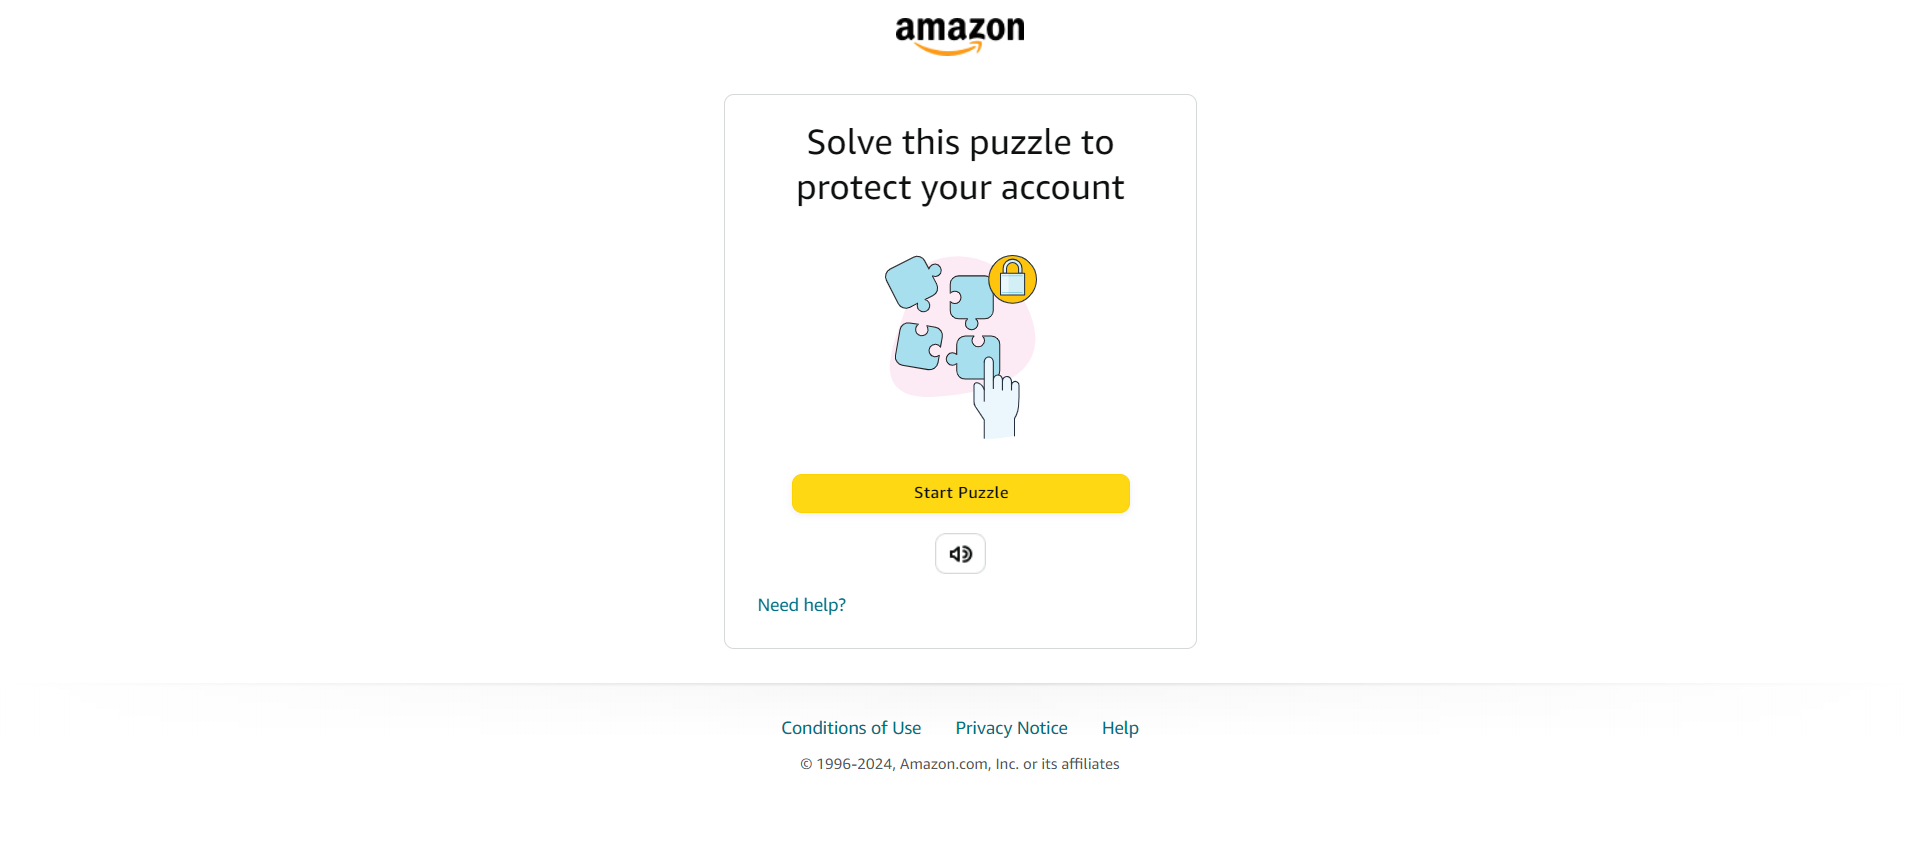 amazon
Solve this puzzle to
protect your account
Start Puzzle
Need help?
Conditions of Use Privacy Notice Help
© 1996-2024, Amazon.com, Inc. or its affiliates